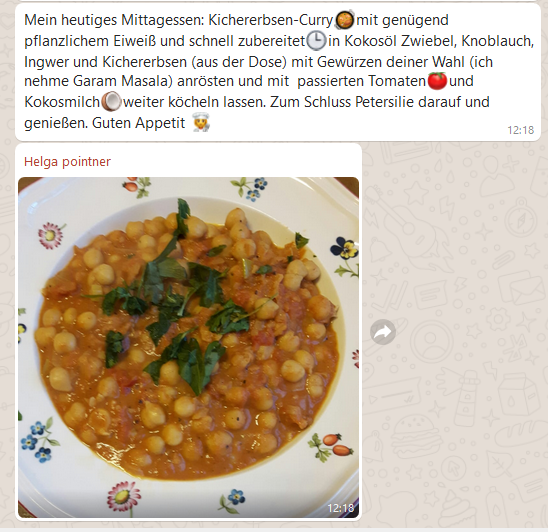 Mein heutiges Mittagessen: Kichererbsen-Curry🍲mit genügend
pflanzlichem Eiweiß und schnell zubereitet🕒in Kokosöl Zwiebel, Knoblauch,
Ingwer und Kichererbsen (aus der Dose) mit Gewürzen deiner Wahl (ich
nehme Garam Masala) anrösten und mit passierten Tomaten🍅und
Kokosmilch🥥weiter köcheln lassen. Zum Schluss Petersilie darauf und
genießen. Guten Appetit 👩‍🍳
12:18
Helga pointner
12:18